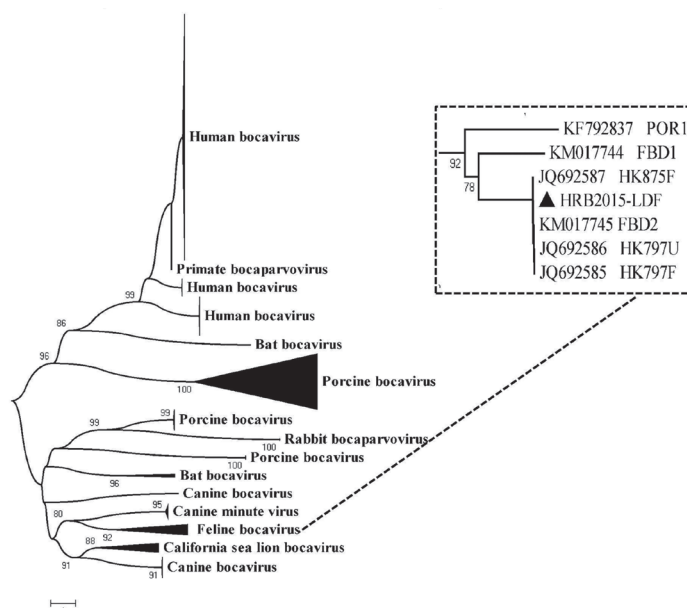 Human bocavirus
Primate bocaparvovirus
Human bocavirus
99
Human bocavirus
86
Bat bocavirus
96
Porcine bocavirus
100
99
Porcine bocavirus
99
Rabbit bocaparvovirus
100
Porcine bocavirus
100
Bat bocavirus
96
Canine bocavirus
95
Canine minute virus
80
Feline bocavirus
92
88
California sea lion bocavirus
91
Canine bocavirus
91
KF792837 POR1
92
KM017744 FBD1
78
JQ692587 HK875F
▲ HRB2015-LDF
KM017745 FBD2
JQ692586 HK797U
JQ692585 HK797F